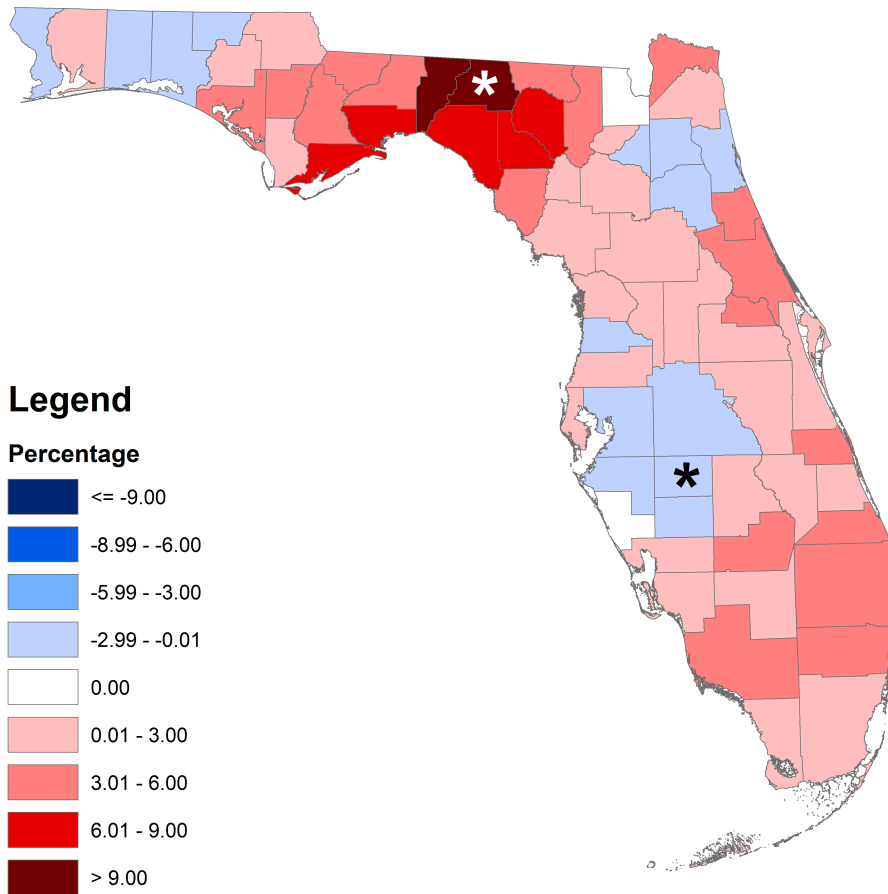 *
*
Legend
Percentage
<= -9.00
-8.99 - -6.00
-5.99 - -3.00
-2.99 - -0.01
0.00
0.01 - 3.00
3.01 - 6.00
6.01 - 9.00
> 9.00